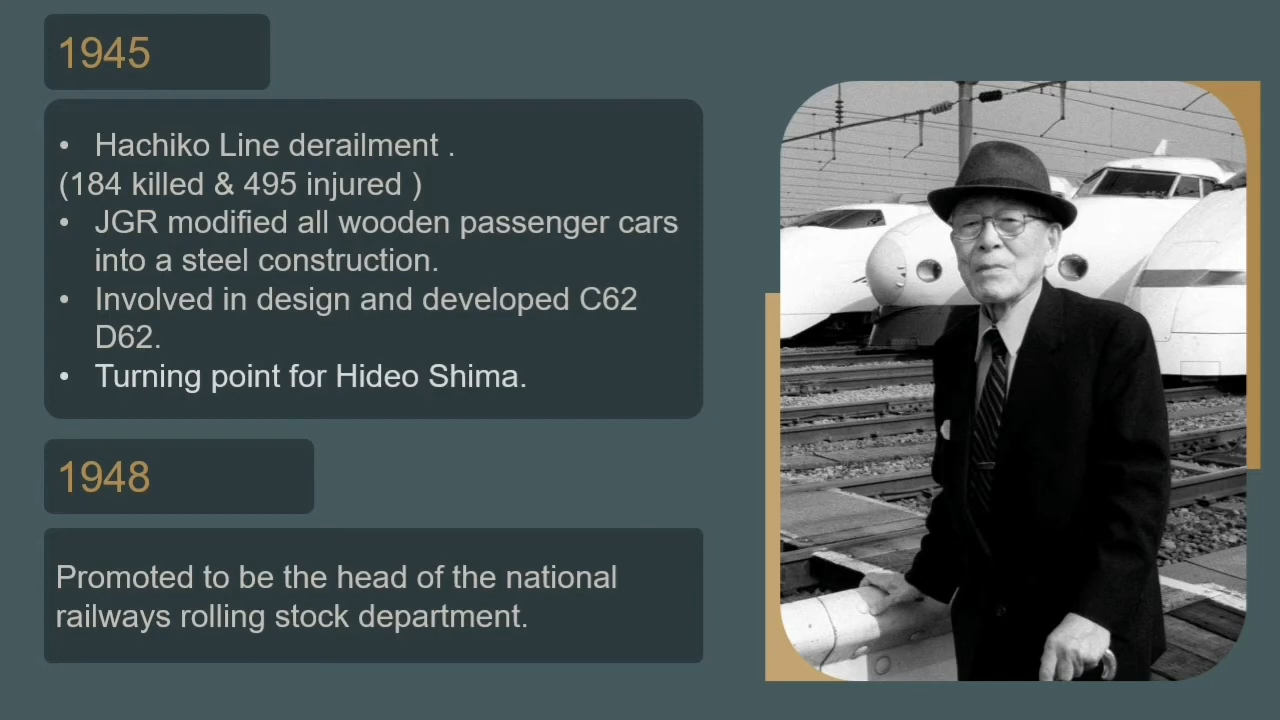 1945
• Hachiko Line derailment .
(184 killed & 495 injured )
• JGR modified all wooden passenger cars
into a steel construction.
• Involved in design and developed C62
D62.
• Turning point for Hideo Shima.
1948
Promoted to be the head of the national
railways rolling stock department.